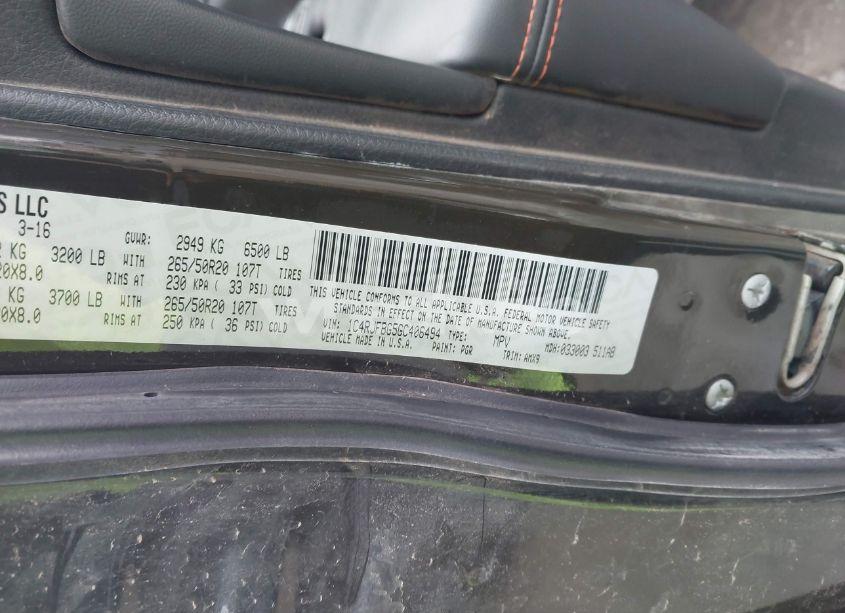 S LLC
3-16 GVWR: 2949 KG 6500 LB
KG 3200 LB WITH 265/50R20 107T TIRES
20X8.0 RIMS AT 230 KPA ( 33 PSI) COLD
KG 3700 LB WITH 265/50R20 107T TIRES
20X8.0 RIMS AT 250 KPA ( 36 PSI) COLD
THIS VEHICLE CONFORMS TO ALL APPLICABLE U.S.A. FEDERAL MOTOR VEHICLE SAFETY
STANDARDS IN EFFECT ON THE DATE OF MANUFACTURE SHOWN ABOVE.
VIN: 1C4RJFBG5GC406494 TYPE: MPV MDH:033003 511AB
VEHICLE MADE IN U.S.A. PAINT: PGR TRIM: AMX9